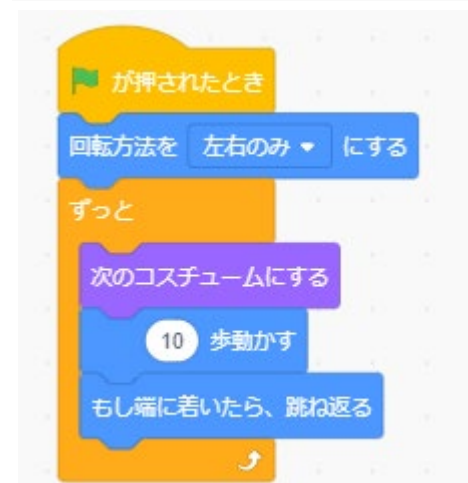 が押されたとき
回転方法を 左右のみ にする
ずっと
次のコスチュームにする
10 歩動かす
もし端に着いたら、跳ね返る